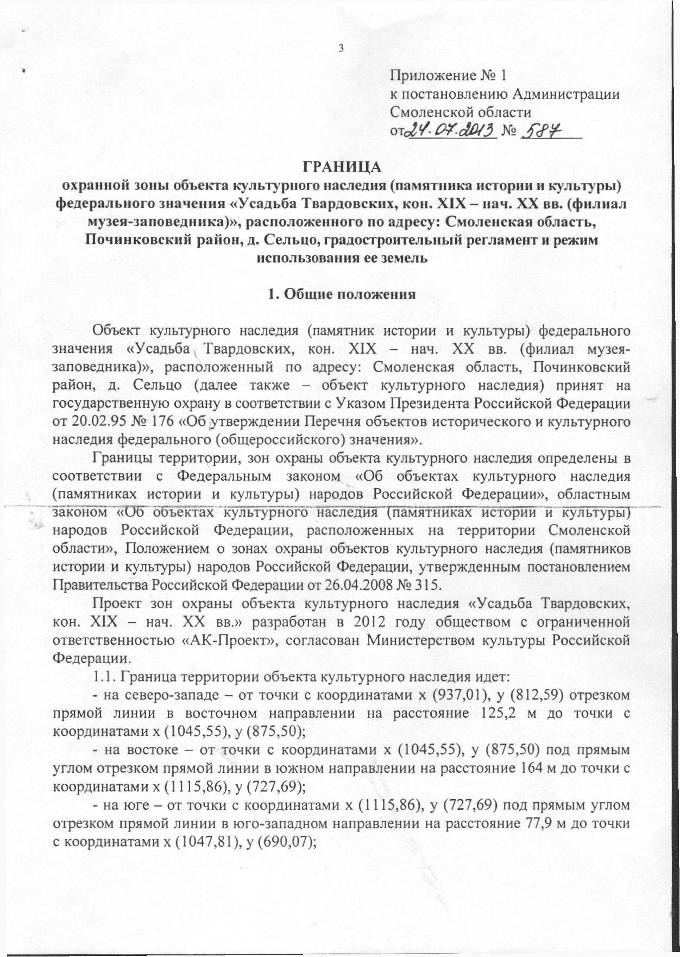 3
Приложение № 1
к постановлению Администрации
Смоленской области
от 24.07.2013 № 587
ГРАНИЦА
охранной зоны объекта культурного наследия (памятника истории и культуры)
федерального значения «Усадьба Твардовских, кон. XIX – нач. XX вв. (филиал
музея-заповедника)», расположенного по адресу: Смоленская область,
Починковский район, д. Сельцо, градостроительный регламент и режим
использования ее земель
1. Общие положения
Объект культурного наследия (памятник истории и культуры) федерального
значения «Усадьба Твардовских, кон. XIX – нач. XX вв. (филиал музея-
заповедника)», расположенный по адресу: Смоленская область, Починковский
район, д. Сельцо (далее также – объект культурного наследия) принят на
государственную охрану в соответствии с Указом Президента Российской Федерации
от 20.02.95 № 176 «Об утверждении Перечня объектов исторического и культурного
наследия федерального (общероссийского) значения».
Границы территории, зон охраны объекта культурного наследия определены в
соответствии с Федеральным законом «Об объектах культурного наследия
(памятниках истории и культуры) народов Российской Федерации», областным
законом «Об объектах культурного наследия (памятниках истории и культуры)
народов Российской Федерации, расположенных на территории Смоленской
области», Положением о зонах охраны объектов культурного наследия (памятников
истории и культуры) народов Российской Федерации, утвержденным постановлением
Правительства Российской Федерации от 26.04.2008 № 315.
Проект зон охраны объекта культурного наследия «Усадьба Твардовских,
кон. XIX – нач. XX вв.» разработан в 2012 году обществом с ограниченной
ответственностью «АК-Проект», согласован Министерством культуры Российской
Федерации.
1.1. Граница территории объекта культурного наследия идет:
- на северо-западе – от точки с координатами x (937,01), y (812,59) отрезком
прямой линии в восточном направлении на расстояние 125,2 м до точки с
координатами x (1045,55), y (875,50);
- на востоке – от точки с координатами x (1045,55), y (875,50) под прямым
углом отрезком прямой линии в южном направлении на расстояние 164 м до точки с
координатами x (1115,86), y (727,69);
- на юге – от точки с координатами x (1115,86), y (727,69) под прямым углом
отрезком прямой линии в юго-западном направлении на расстояние 77,9 м до точки
с координатами x (1047,81), y (690,07);